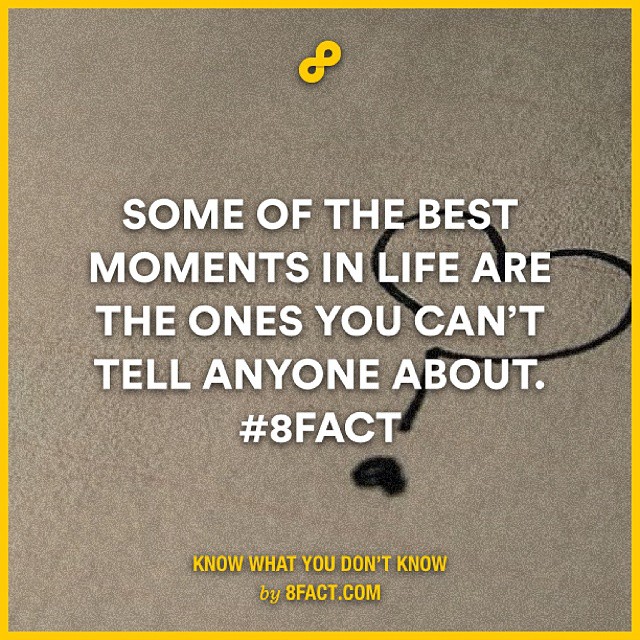 SOME OF THE BEST
MOMENTS IN LIFE ARE
THE ONES YOU CAN'T
TELL ANYONE ABOUT.
#8FACT
KNOW WHAT YOU DON'T KNOW
by 8FACT.COM